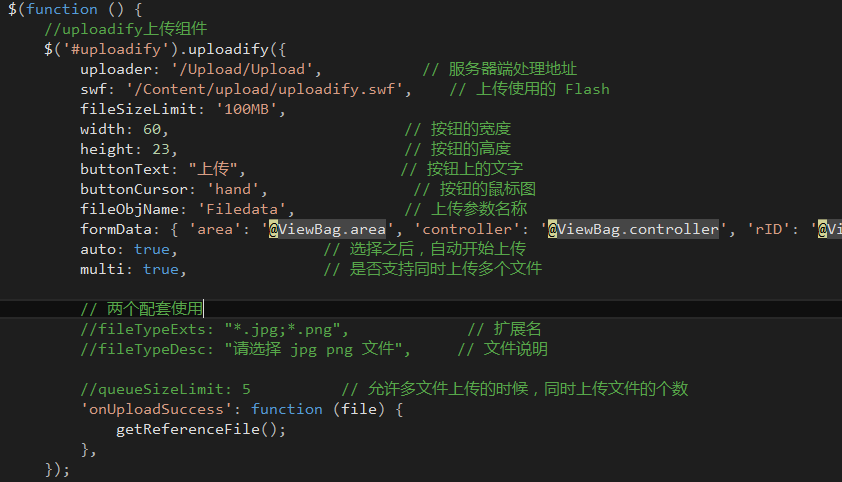 $(function () {
//uploadify上传组件
$('#uploadify').uploadify({
uploader: '/Upload/Upload', // 服务器端处理地址
swf: '/Content/upload/uploadify.swf', // 上传使用的 Flash
fileSizeLimit: '100MB',
width: 60, // 按钮的宽度
height: 23, // 按钮的高度
buttonText: "上传", // 按钮上的文字
buttonCursor: 'hand', // 按钮的鼠标图
fileObjName: 'Filedata', // 上传参数名称
formData: { 'area': '@ViewBag.area', 'controller': '@ViewBag.controller', 'rID': '@Vi
auto: true, // 选择之后，自动开始上传
multi: true, // 是否支持同时上传多个文件
// 两个配套使用
//fileTypeExts: "*.jpg;*.png", // 扩展名
//fileTypeDesc: "请选择 jpg png 文件", // 文件说明
//queueSizeLimit: 5 // 允许多文件上传的时候，同时上传文件的个数
'onUploadSuccess': function (file) {
getReferenceFile();
},
});